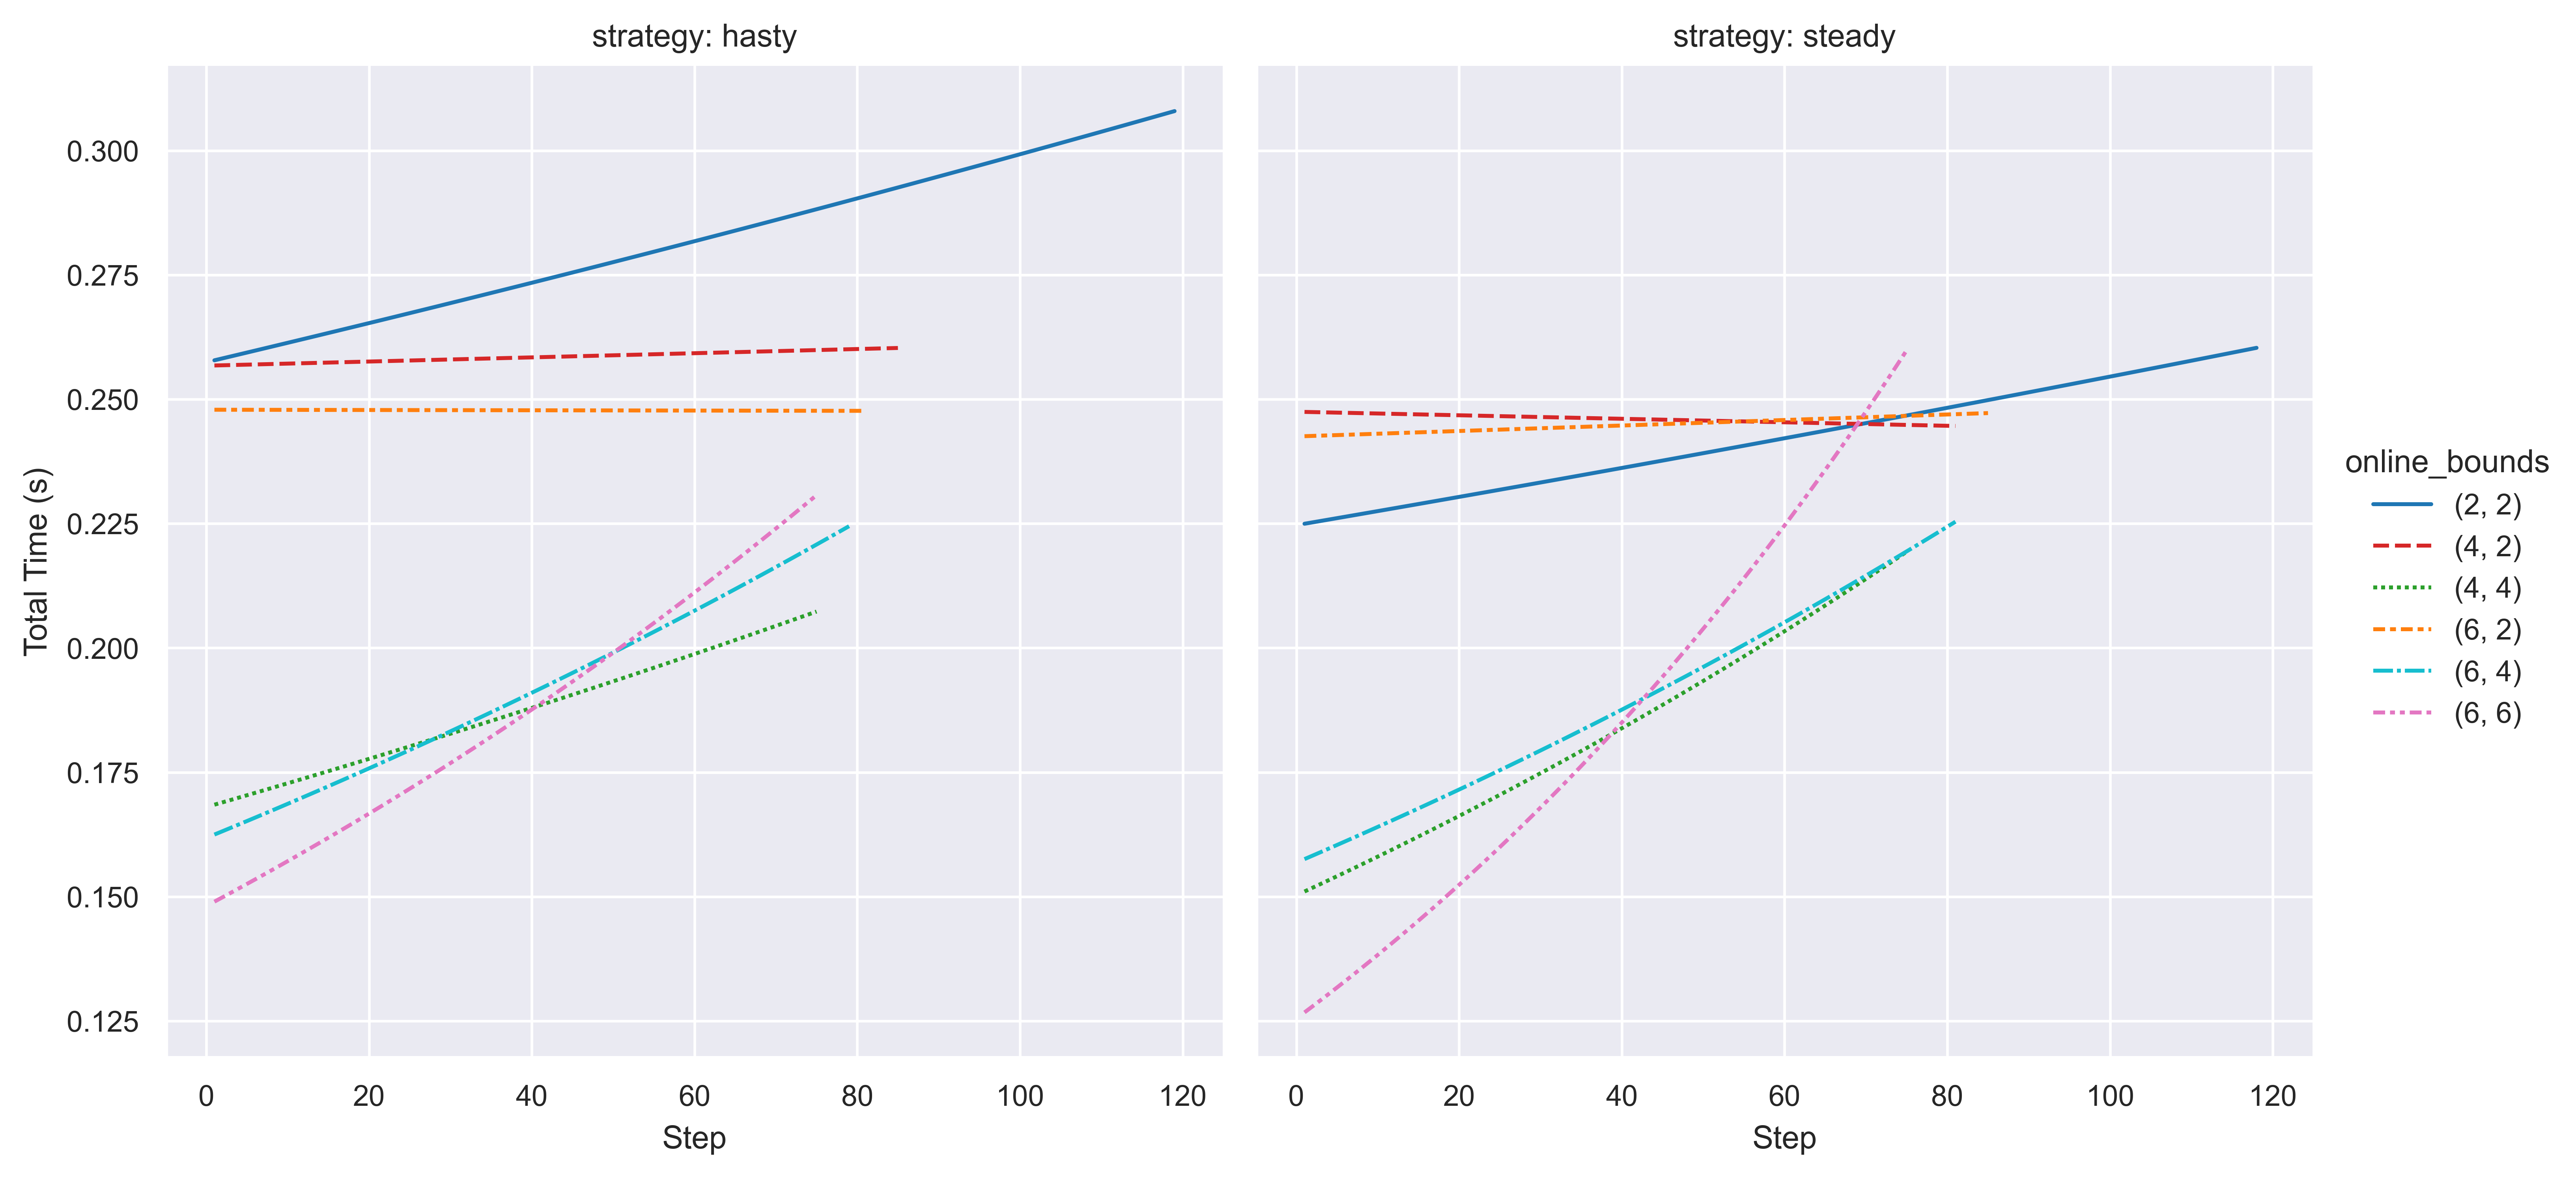 strategy: hasty
strategy: steady
Total Time (s)
0.300
0.275
0.250
0.225
0.200
0.175
0.150
0.125
0 20 40 60 80 100 120
0 20 40 60 80 100 120
Step
Step
online_bounds
(2, 2)
(4, 2)
(4, 4)
(6, 2)
(6, 4)
(6, 6)